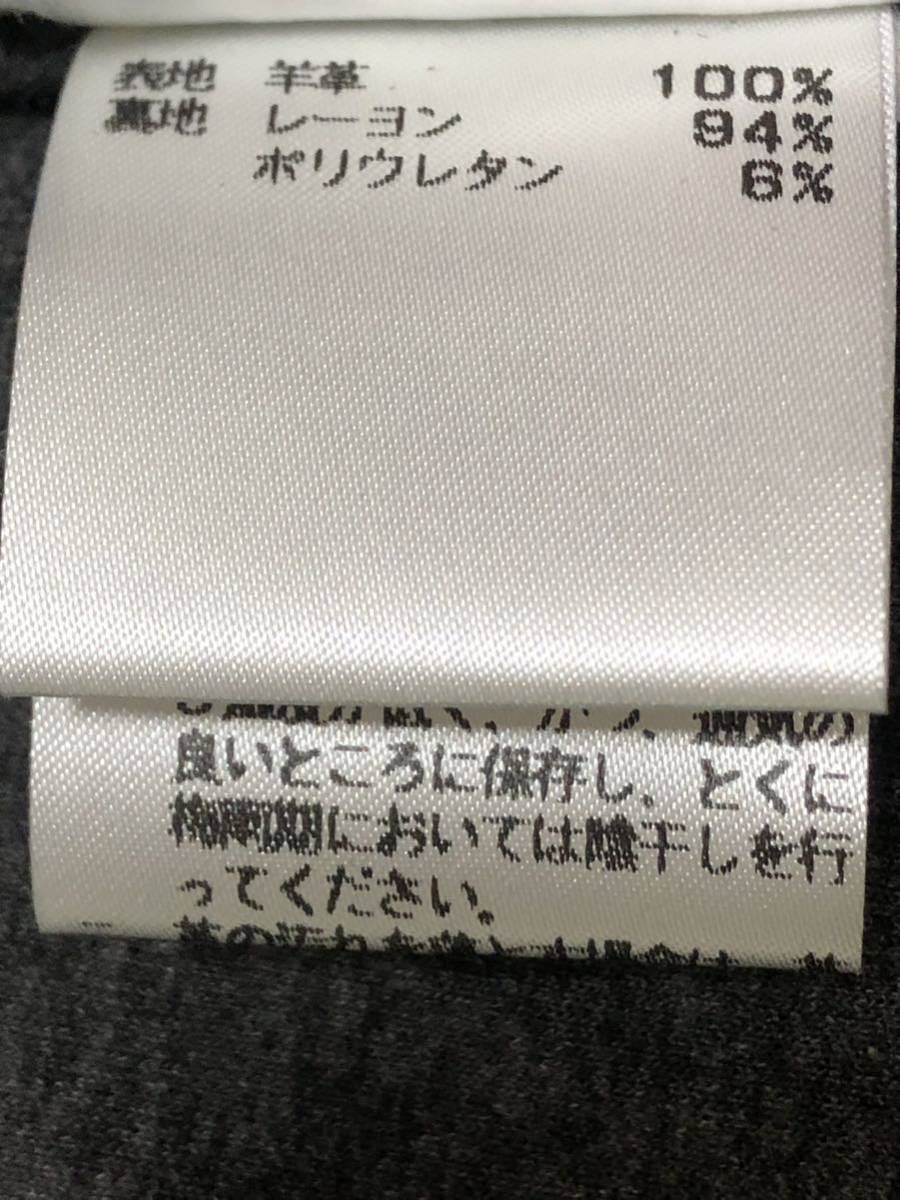 表地 羊革 100%
裏地 レーヨン 94%
ポリウレタン 6%
良いところに保存し、とくに
梅雨期においては陰干しを行
ってください。